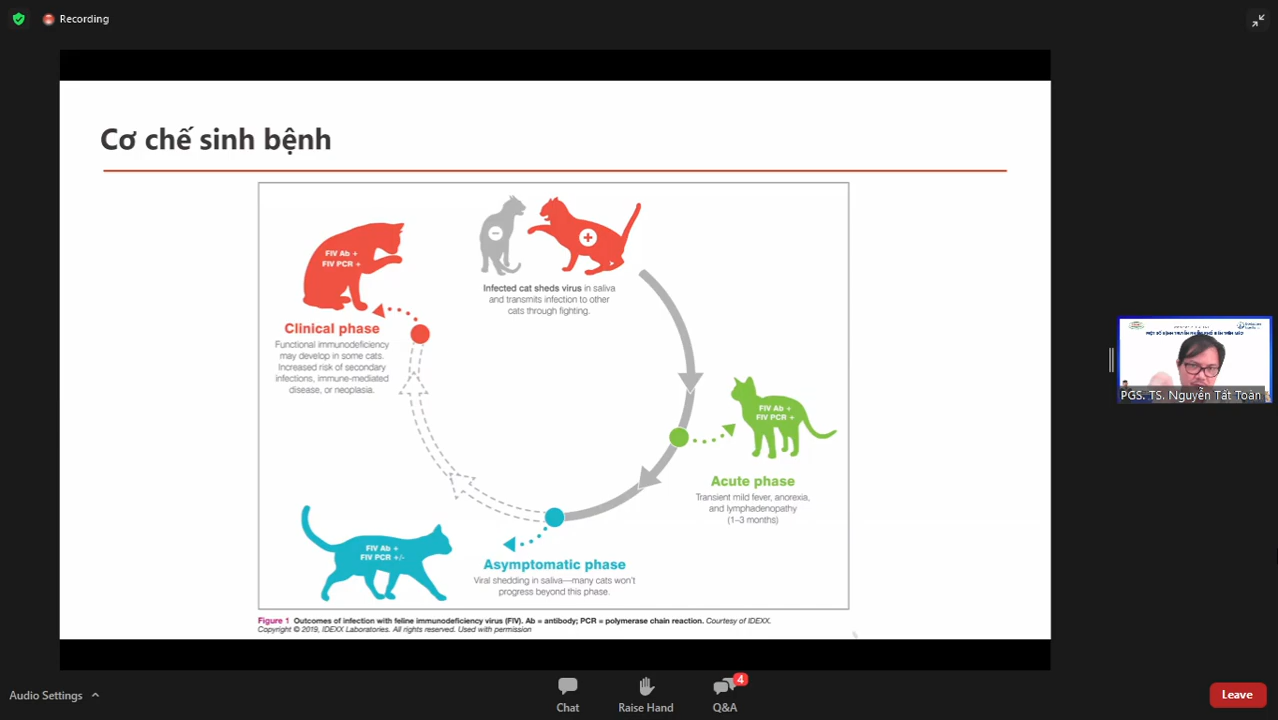 Recording
Cơ chế sinh bệnh
FIV Ab +
FIV PCR +
Clinical phase
Functional immunodeficiency
may develop in some cats.
Increased risk of secondary
infections, immune-mediated
disease, or neoplasia.
Infected cat sheds virus in saliva
and transmits infection to other
cats through fighting.
FIV Ab +
FIV PCR +
Acute phase
Transient mild fever, anorexia,
and lymphadenopathy
(1–3 months)
FIV Ab +
FIV PCR +/-
Asymptomatic phase
Viral shedding in saliva—many cats won't
progress beyond this phase.
Figure 1 Outcomes of infection with feline immunodeficiency virus (FIV). Ab = antibody; PCR = polymerase chain reaction. Courtesy of IDEXX.
Copyright © 2019, IDEXX Laboratories. All rights reserved. Used with permission
PGS. TS. Nguyễn Tất Toàn
Audio Settings
Chat
Raise Hand
4
Q&A
Leave